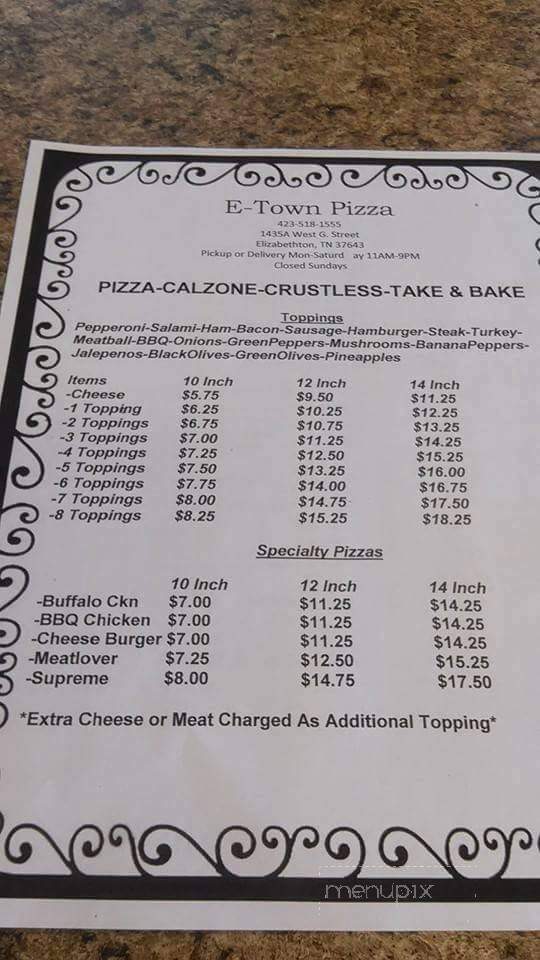 E-Town Pizza
423-518-1555
1435A West G. Street
Elizabethton, TN 37643
Pickup or Delivery Mon-Saturd ay 11AM-9PM
Closed Sundays
PIZZA-CALZONE-CRUSTLESS-TAKE & BAKE
Toppings
Pepperoni-Salami-Ham-Bacon-Sausage-Hamburger-Steak-Turkey-
Meatball-BBQ-Onions-GreenPeppers-Mushrooms-BananaPeppers-
Jalepenos-BlackOlives-GreenOlives-Pineapples
Items 10 Inch 12 Inch 14 Inch
-Cheese $5.75 $9.50 $11.25
-1 Topping $6.25 $10.25 $12.25
-2 Toppings $6.75 $10.75 $13.25
-3 Toppings $7.00 $11.25 $14.25
-4 Toppings $7.25 $12.50 $15.25
-5 Toppings $7.50 $13.25 $16.00
-6 Toppings $7.75 $14.00 $16.75
-7 Toppings $8.00 $14.75 $17.50
-8 Toppings $8.25 $15.25 $18.25
Specialty Pizzas
10 Inch 12 Inch 14 Inch
-Buffalo Ckn $7.00 $11.25 $14.25
-BBQ Chicken $7.00 $11.25 $14.25
-Cheese Burger $7.00 $11.25 $14.25
-Meatlover $7.25 $12.50 $15.25
-Supreme $8.00 $14.75 $17.50
*Extra Cheese or Meat Charged As Additional Topping*
menupix